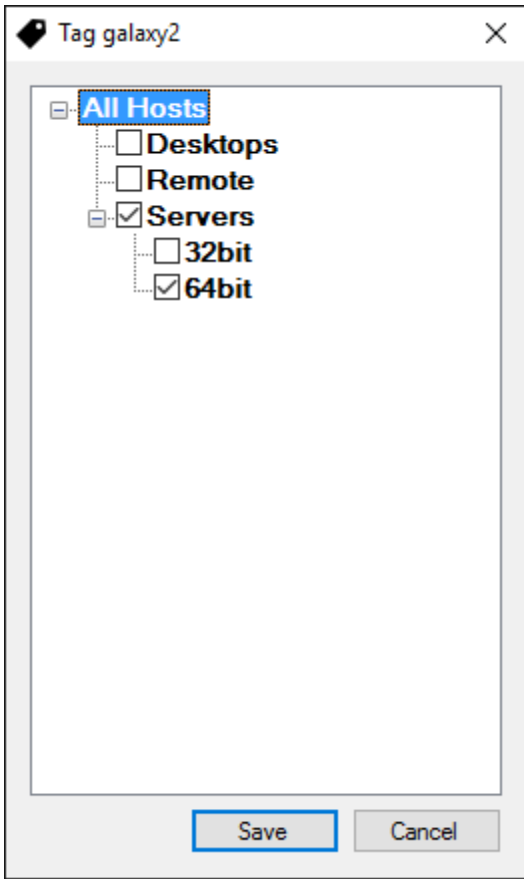 Tag galaxy2
All Hosts
Desktops
Remote
Servers
32bit
64bit
Save Cancel